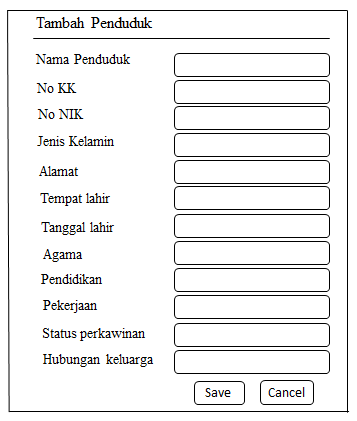 Tambah Penduduk
Nama Penduduk
No KK
No NIK
Jenis Kelamin
Alamat
Tempat lahir
Tanggal lahir
Agama
Pendidikan
Pekerjaan
Status perkawinan
Hubungan keluarga
Save Cancel